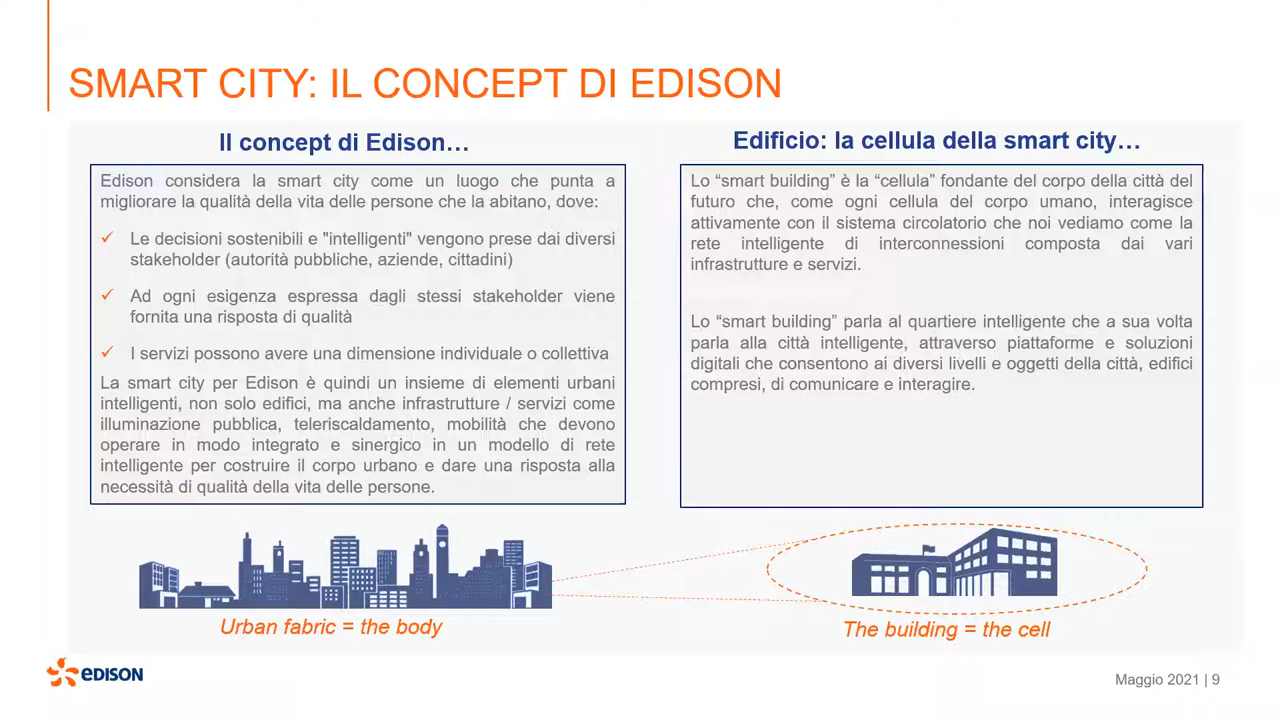 SMART CITY: IL CONCEPT DI EDISON
Il concept di Edison…
Edison considera la smart city come un luogo che punta a
migliorare la qualità della vita delle persone che la abitano, dove:
Le decisioni sostenibili e "intelligenti" vengono prese dai diversi
stakeholder (autorità pubbliche, aziende, cittadini)
Ad ogni esigenza espressa dagli stessi stakeholder viene
fornita una risposta di qualità
I servizi possono avere una dimensione individuale o collettiva
La smart city per Edison è quindi un insieme di elementi urbani
intelligenti, non solo edifici, ma anche infrastrutture / servizi come
illuminazione pubblica, teleriscaldamento, mobilità che devono
operare in modo integrato e sinergico in un modello di rete
intelligente per costruire il corpo urbano e dare una risposta alla
necessità di qualità della vita delle persone.
Urban fabric = the body
Edificio: la cellula della smart city…
Lo “smart building” è la “cellula” fondante del corpo della città del
futuro che, come ogni cellula del corpo umano, interagisce
attivamente con il sistema circolatorio che noi vediamo come la
rete intelligente di interconnessioni composta dai vari
infrastrutture e servizi.
Lo “smart building” parla al quartiere intelligente che a sua volta
parla alla città intelligente, attraverso piattaforme e soluzioni
digitali che consentono ai diversi livelli e oggetti della città, edifici
compresi, di comunicare e interagire.
The building = the cell
EDISON
Maggio 2021 | 9